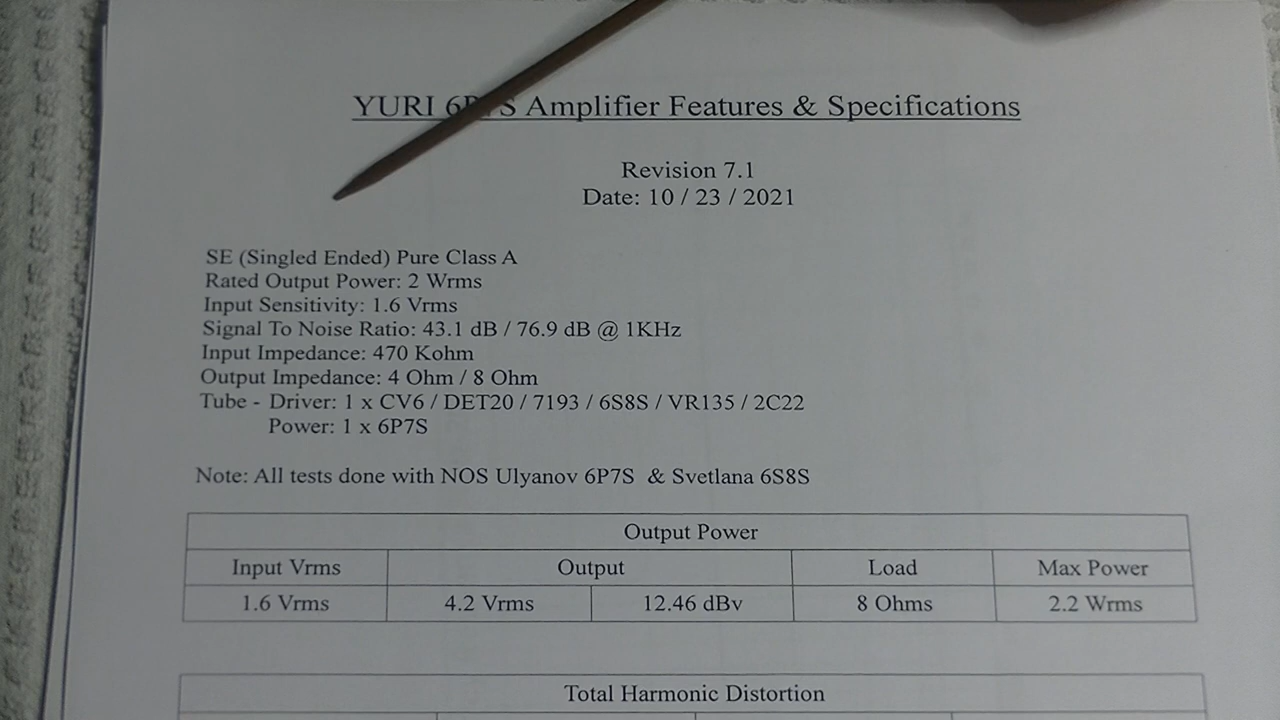 YURI Amplifier Features & Specifications
Revision 7.1
Date: 10 / 23 / 2021
SE (Singled Ended) Pure Class A
Rated Output Power: 2 Wrms
Input Sensitivity: 1.6 Vrms
Signal To Noise Ratio: 43.1 dB / 76.9 dB @ 1KHz
Input Impedance: 470 Kohm
Output Impedance: 4 Ohm / 8 Ohm
Tube - Driver: 1 x CV6 / DET20 / 7193 / 6S8S / VR135 / 2C22
Power: 1 x 6P7S
Note: All tests done with NOS Ulyanov 6P7S & Svetlana 6S8S
Output Power
Input Vrms Output Load Max Power
1.6 Vrms 4.2 Vrms 12.46 dBv 8 Ohms 2.2 Wrms
Total Harmonic Distortion